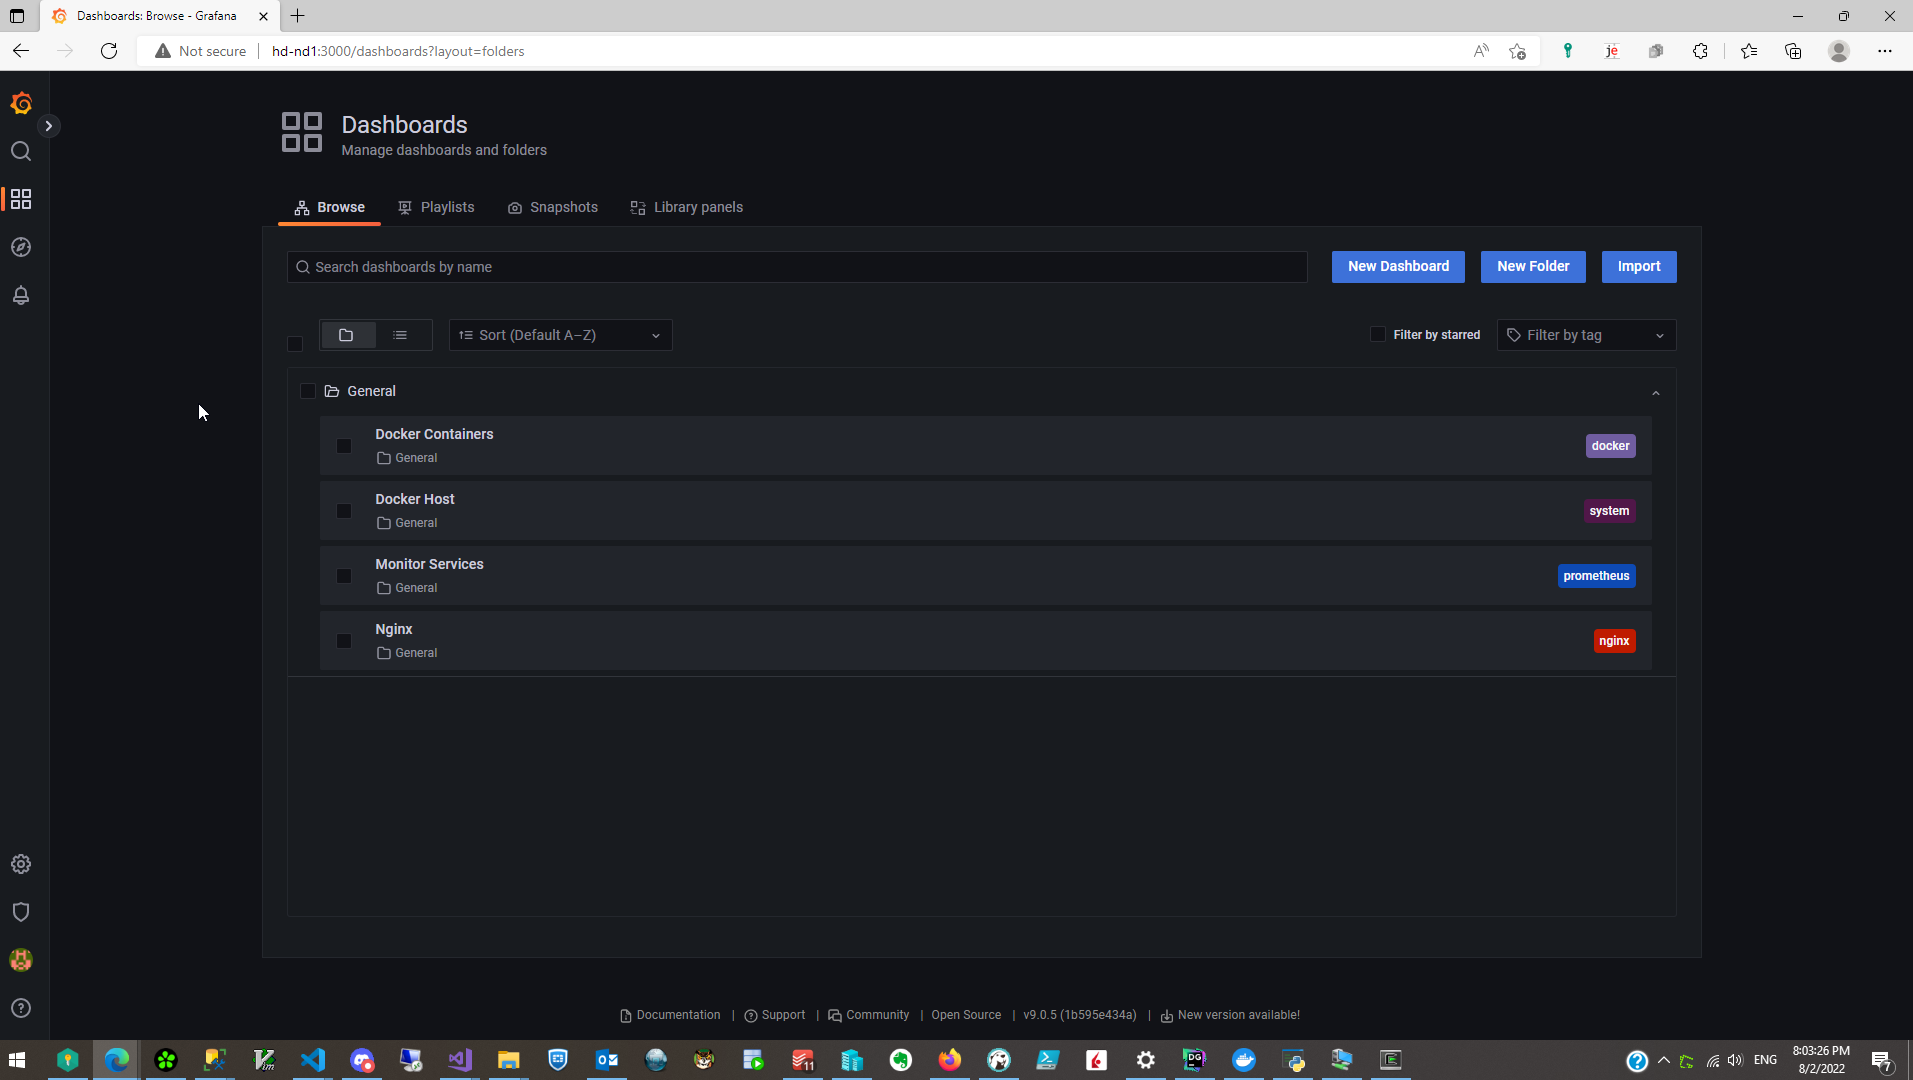 Dashboards: Browse - Grafana
Not secure | hd-nd1:3000/dashboards?layout=folders
Dashboards
Manage dashboards and folders
Browse Playlists Snapshots Library panels
Search dashboards by name
New Dashboard New Folder Import
Sort (Default A–Z) Filter by starred Filter by tag
General
Docker Containers
General
docker
Docker Host
General
system
Monitor Services
General
prometheus
Nginx
General
nginx
Documentation | Support | Community | Open Source | v9.0.5 (1b595e434a) | New version available!
ENG
8:03:26 PM
8/2/2022
7
11